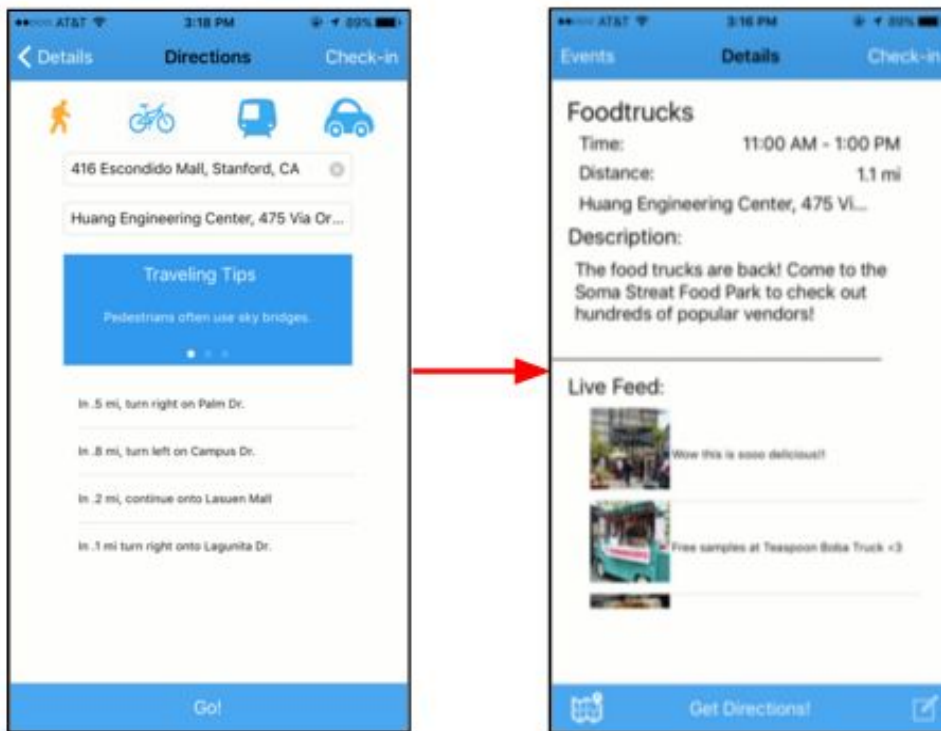 AT&T 3:18 PM 89%
Details Directions Check-in
416 Escondido Mall, Stanford, CA
Huang Engineering Center, 475 Via Or...
Traveling Tips
Pedestrians often use sky bridges.
In .5 mi, turn right on Palm Dr.
In .8 mi, turn left on Campus Dr.
In .2 mi, continue onto Lasuen Mall
In .1 mi turn right onto Lagunita Dr.
Go!
AT&T 3:16 PM 89%
Events Details Check-in
Foodtrucks
Time: 11:00 AM - 1:00 PM
Distance: 1.1 mi
Huang Engineering Center, 475 Vi...
Description:
The food trucks are back! Come to the
Soma Streat Food Park to check out
hundreds of popular vendors!
Live Feed:
Wow this is sooo delicious!!
Free samples at Teaspoon Boba Truck <3
Get Directions!